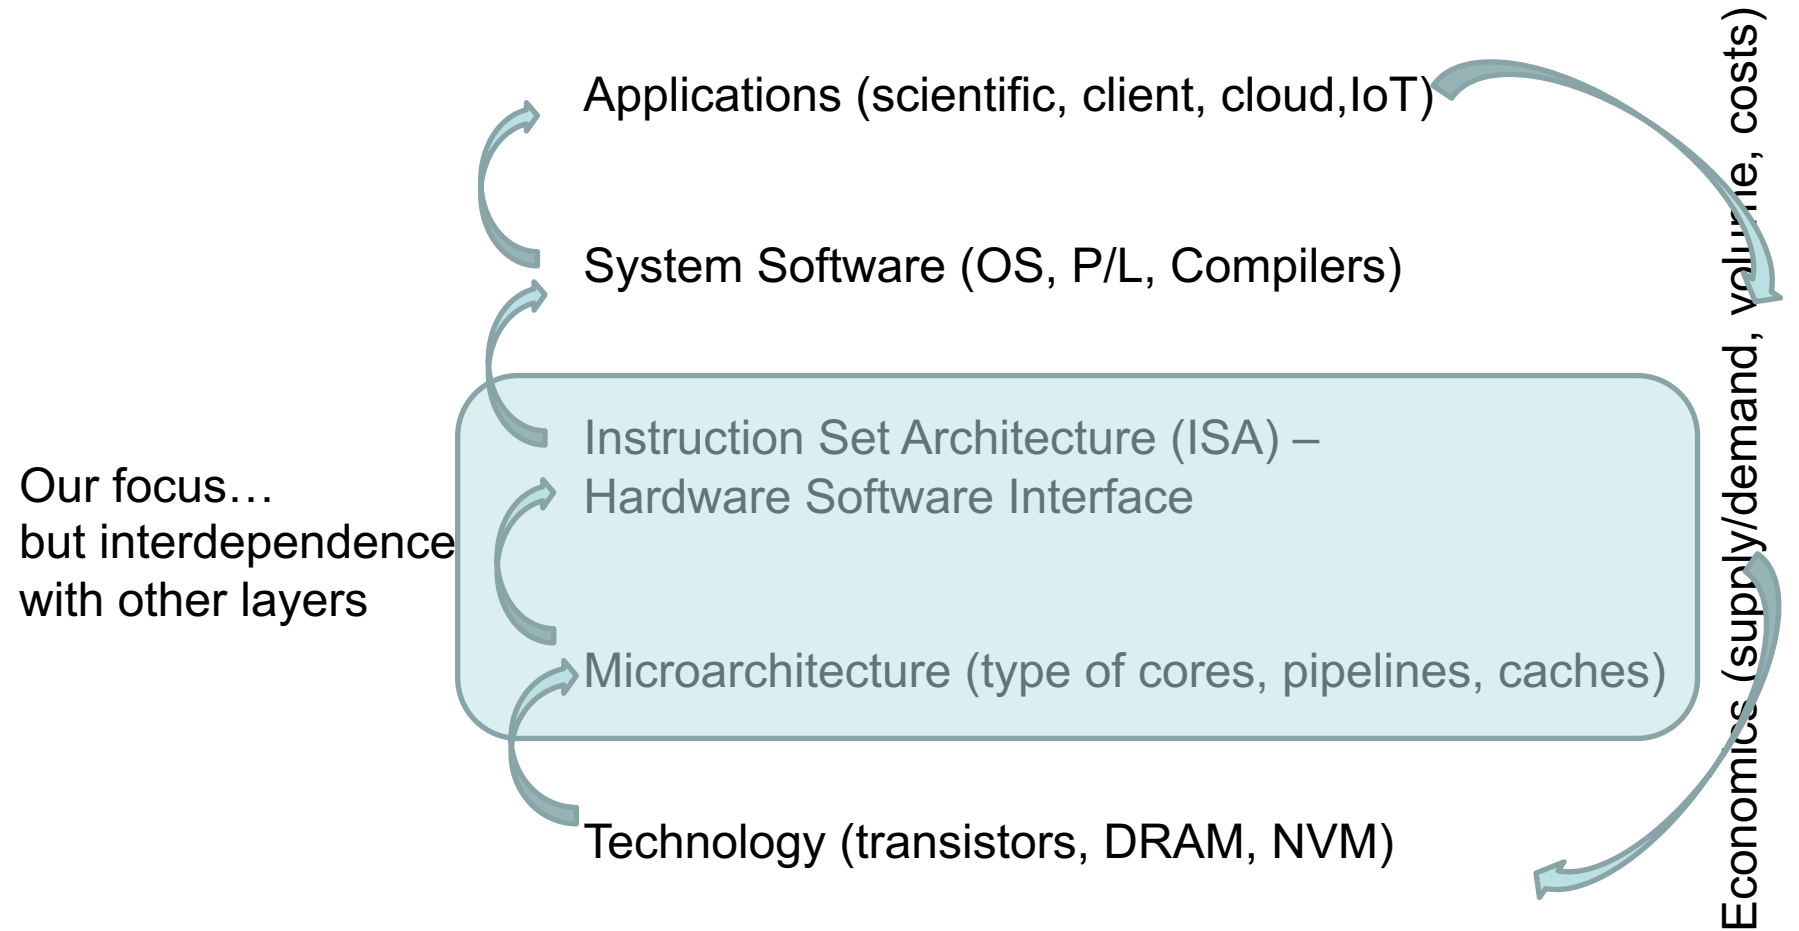 Applications (scientific, client, cloud,IoT)
System Software (OS, P/L, Compilers)
Instruction Set Architecture (ISA) –
Hardware Software Interface
Our focus…
but interdependence
with other layers
Microarchitecture (type of cores, pipelines, caches)
Technology (transistors, DRAM, NVM)
Economics (supply/demand, volume, costs)